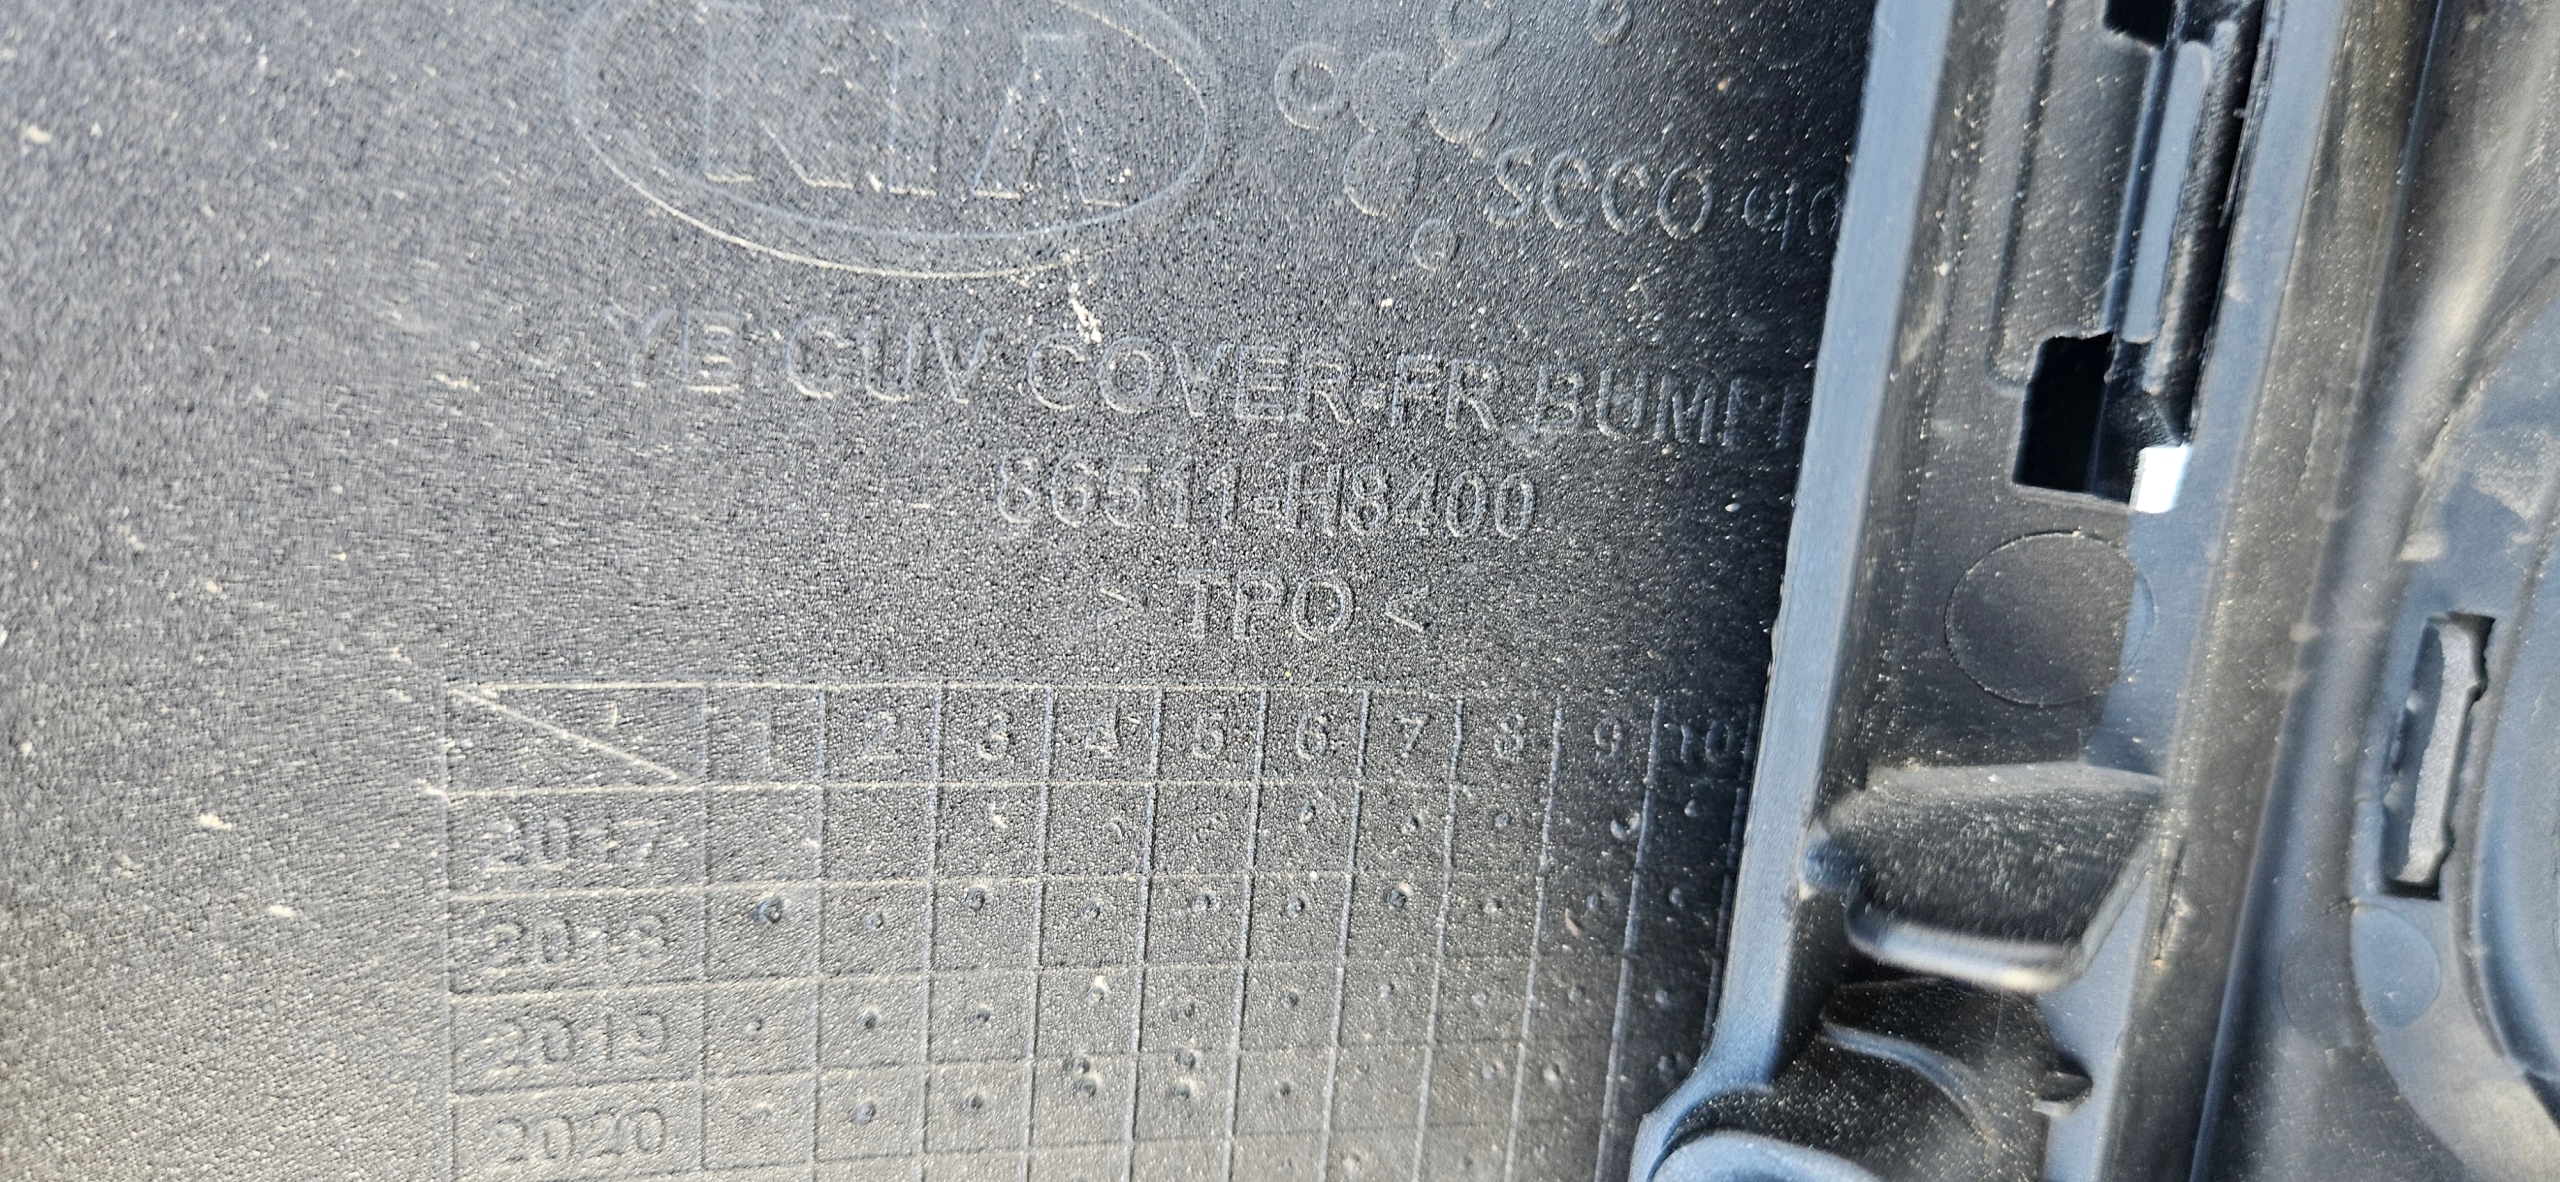 KIA
SCCO
YB CUV COVER-FR BUMP
86511-H8400
> TPO <
1 2 3 4 5 6 7 8 9 10
2017
2018
2019
2020